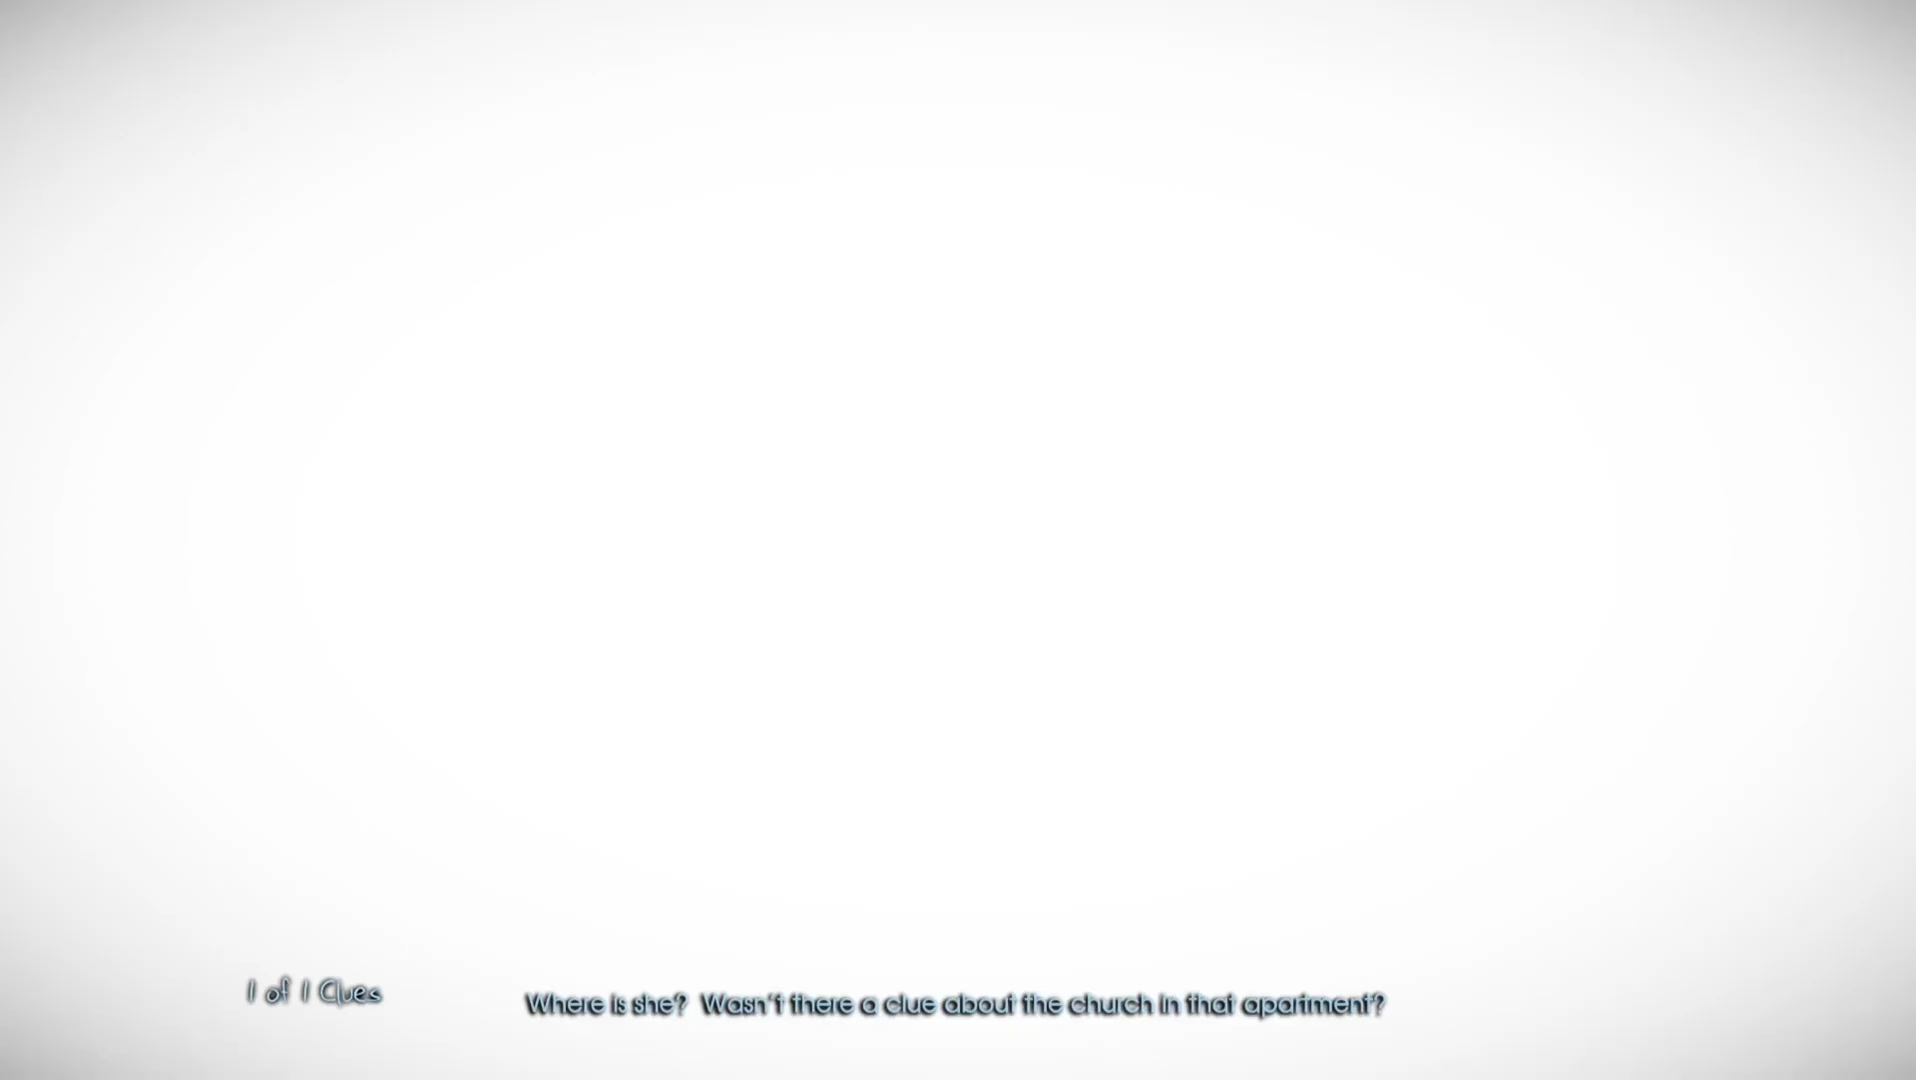 1 of 1 Clues
Where is she?  Wasn't there a clue about the church in that apartment?